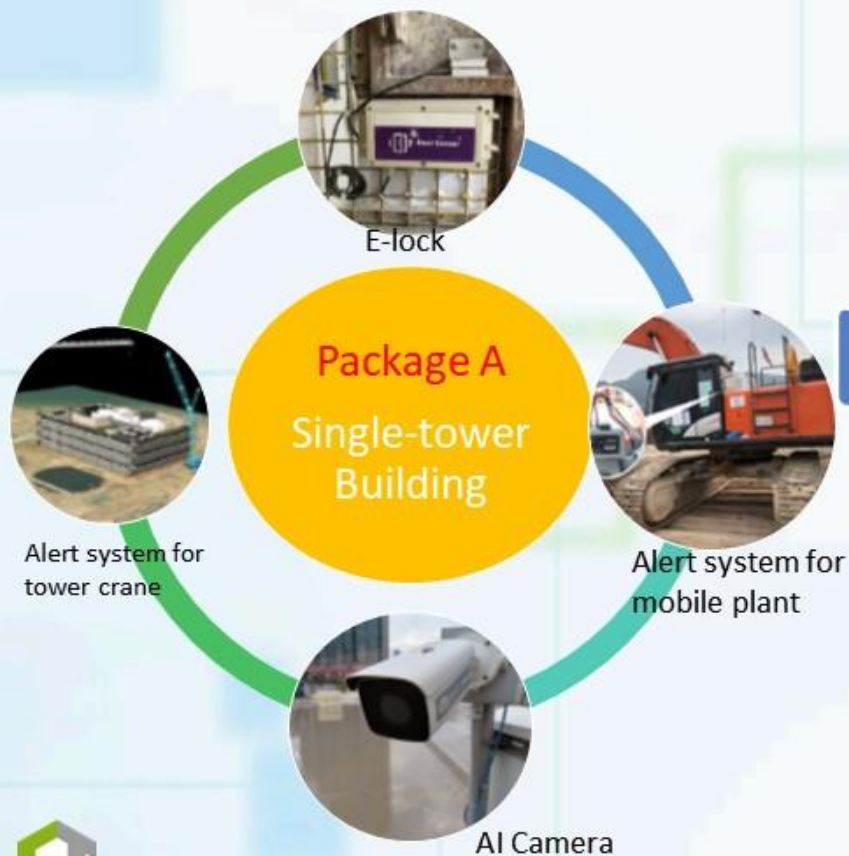 E-lock
Package A
Single-tower
Building
Alert system for
tower crane
Alert system for
mobile plant
AI Camera